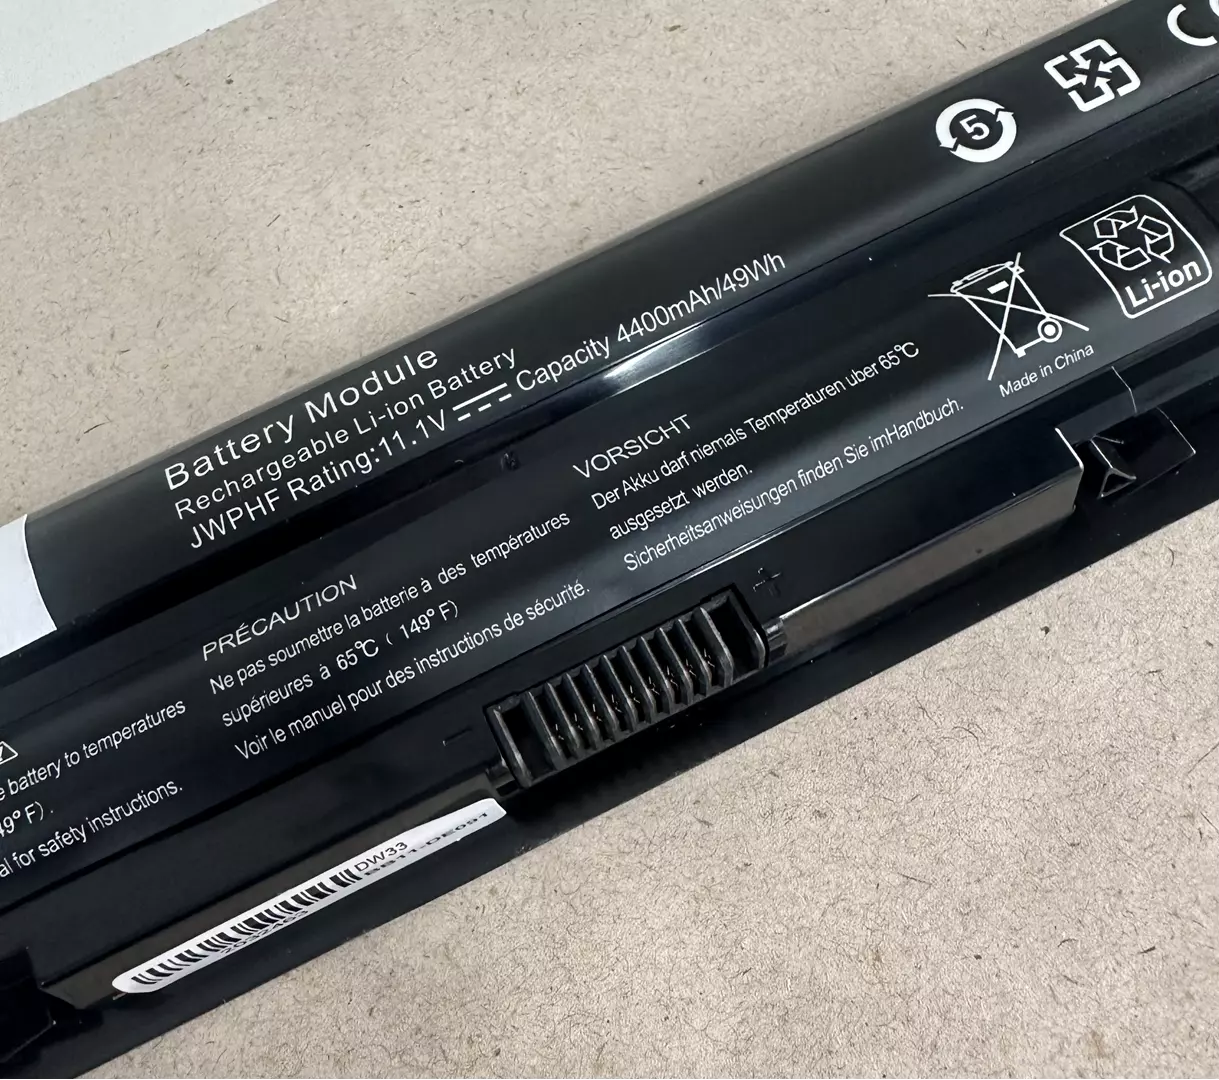 5
Li-ion
Battery Module
Rechargeable Li-ion Battery
JWPHF Rating:11.1V Capacity 4400mAh/49Wh
Made in China
VORSICHT
Der Akku darf niemals Temperaturen uber 65℃
ausgesetzt werden.
Sicherheitsanweisungen finden Sie imHandbuch.
PRÉCAUTION
Ne pas soumettre la batterie à des températures
supérieures à 65℃ ( 149° F)
Voir le manuel pour des instructions de sécurité.
battery to temperatures
49° F).
for safety instructions.
+
-
DW33